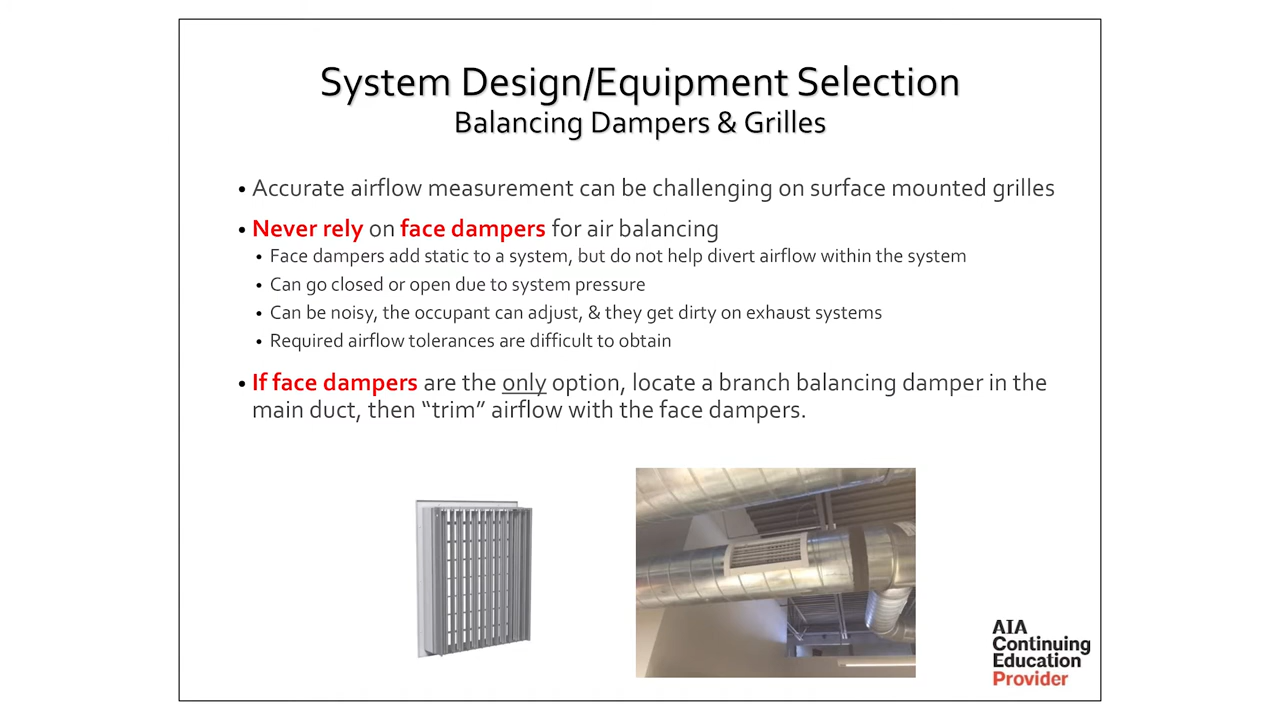 System Design/Equipment Selection
Balancing Dampers & Grilles
• Accurate airflow measurement can be challenging on surface mounted grilles
• Never rely on face dampers for air balancing
• Face dampers add static to a system, but do not help divert airflow within the system
• Can go closed or open due to system pressure
• Can be noisy, the occupant can adjust, & they get dirty on exhaust systems
• Required airflow tolerances are difficult to obtain
• If face dampers are the only option, locate a branch balancing damper in the
main duct, then “trim” airflow with the face dampers.
AIA
Continuing
Education
Provider